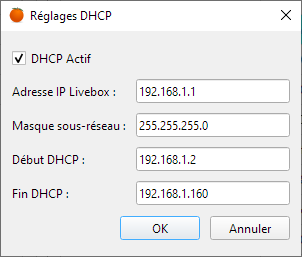 Réglages DHCP
DHCP Actif
Adresse IP Livebox : 192.168.1.1
Masque sous-réseau : 255.255.255.0
Début DHCP : 192.168.1.2
Fin DHCP : 192.168.1.160
OK Annuler